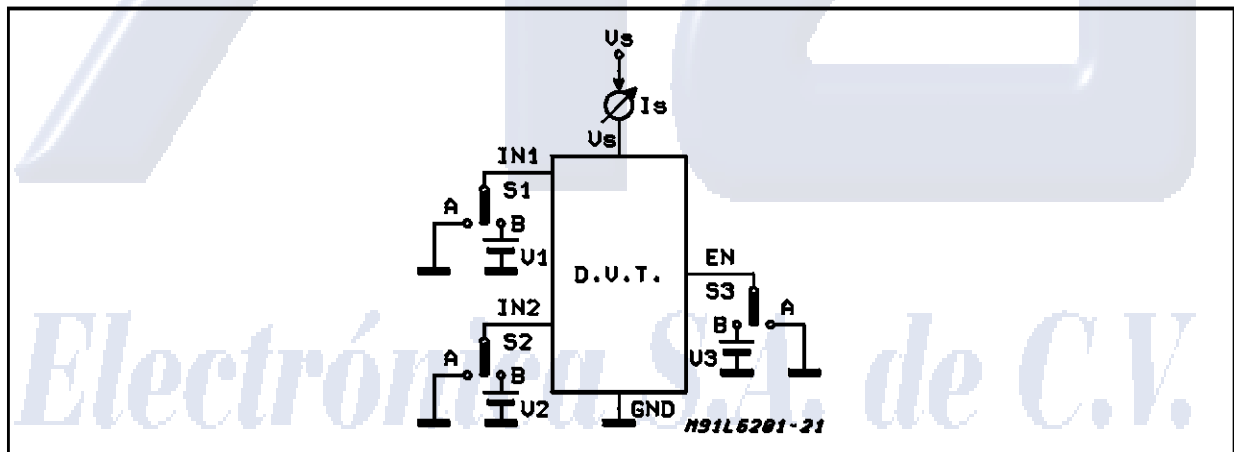 Vs
Is
Vs
IN1
S1
A
B
V1
D.U.T.
EN
S3
A
B
V3
IN2
S2
A
B
V2
GND
M91L6201-21
Electrónica S.A. de C.V.